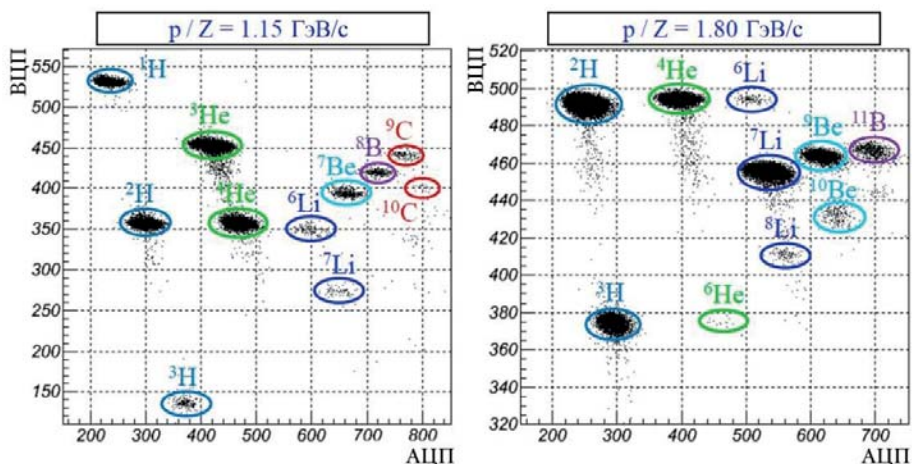 p / Z = 1.15 ГэВ/с
ВЦП
550
500
450
400
350
300
250
200
150
¹H
³He
²H
⁴He
⁶Li
⁷Li
⁷Be
⁸B
⁹C
¹⁰C
³H
200 300 400 500 600 700 800
АЦП
p / Z = 1.80 ГэВ/с
ВЦП
520
500
480
460
440
420
400
380
360
340
320
²H
⁴He
⁶Li
⁷Li
⁹Be
¹¹B
¹⁰Be
⁸Li
³H
⁶He
200 300 400 500 600 700
АЦП